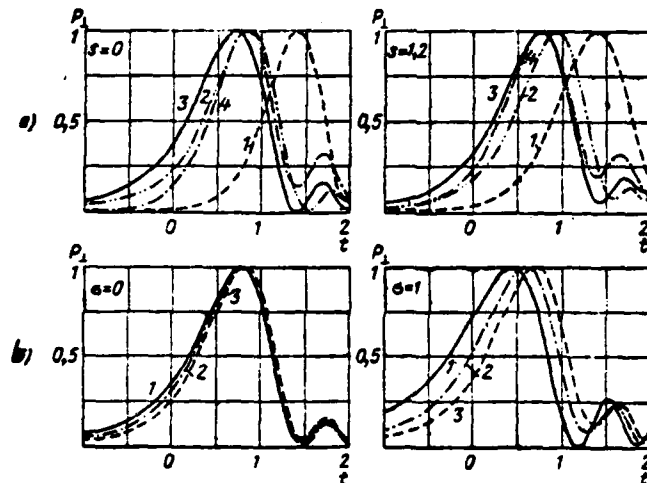 P⊥ P⊥
1 1
s=0 s=1,2
3 2 4 3 4 2
a) 0,5 0,5
1 1
0 1 2 0 1 2
t t
P⊥ P⊥
1 1
σ=0 σ=1
3
b) 0,5 0,5
1 2 1 2
3
0 1 2 0 1 2
t t